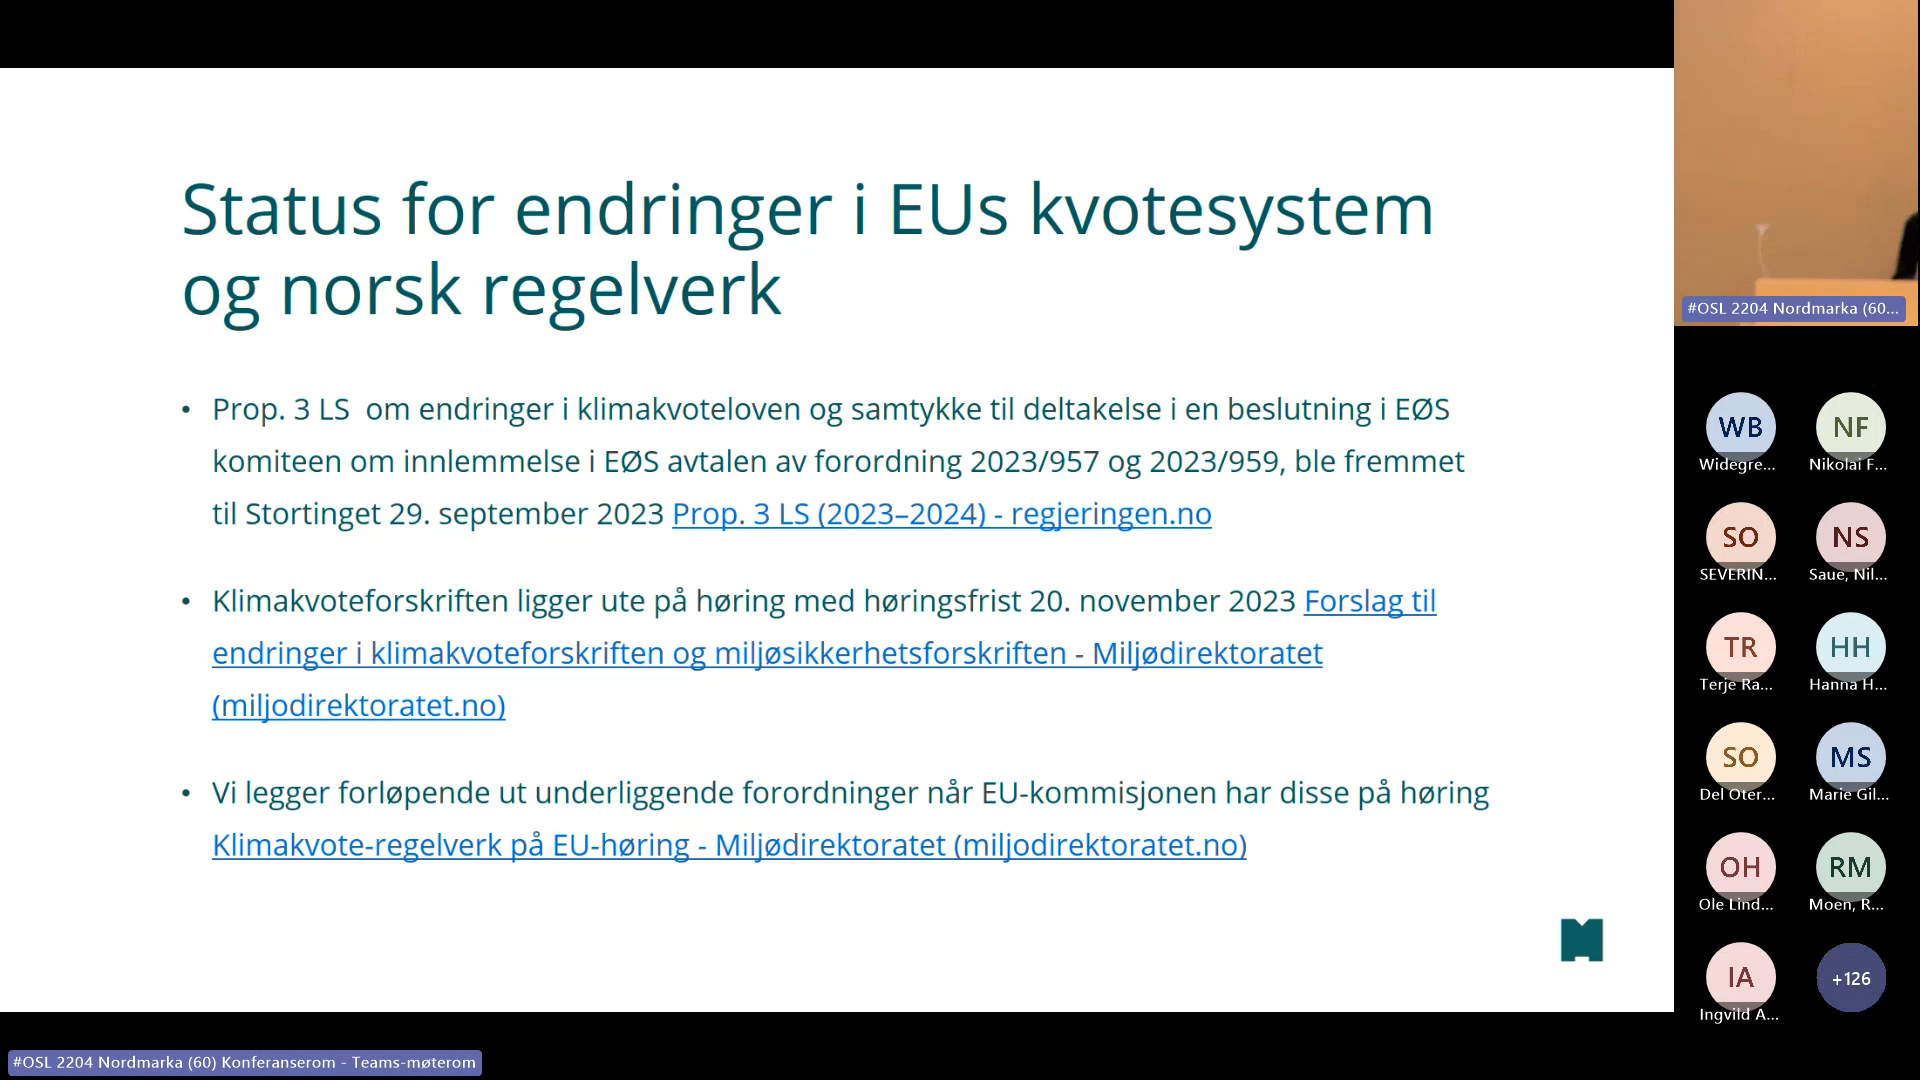 Status for endringer i EUs kvotesystem
og norsk regelverk
• Prop. 3 LS  om endringer i klimakvoteloven og samtykke til deltakelse i en beslutning i EØS
komiteen om innlemmelse i EØS avtalen av forordning 2023/957 og 2023/959, ble fremmet
til Stortinget 29. september 2023 Prop. 3 LS (2023–2024) - regjeringen.no
• Klimakvoteforskriften ligger ute på høring med høringsfrist 20. november 2023 Forslag til
endringer i klimakvoteforskriften og miljøsikkerhetsforskriften - Miljødirektoratet
(miljodirektoratet.no)
• Vi legger forløpende ut underliggende forordninger når EU-kommisjonen har disse på høring
Klimakvote-regelverk på EU-høring - Miljødirektoratet (miljodirektoratet.no)
#OSL 2204 Nordmarka (60...
WB
Widegre...
NF
Nikolai F...
SO
SEVERIN...
NS
Saue, Nil...
TR
Terje Ra...
HH
Hanna H...
SO
Del Oter...
MS
Marie Gil...
OH
Ole Lind...
RM
Moen, R...
IA
Ingvild A...
+126
#OSL 2204 Nordmarka (60) Konferanserom - Teams-møterom